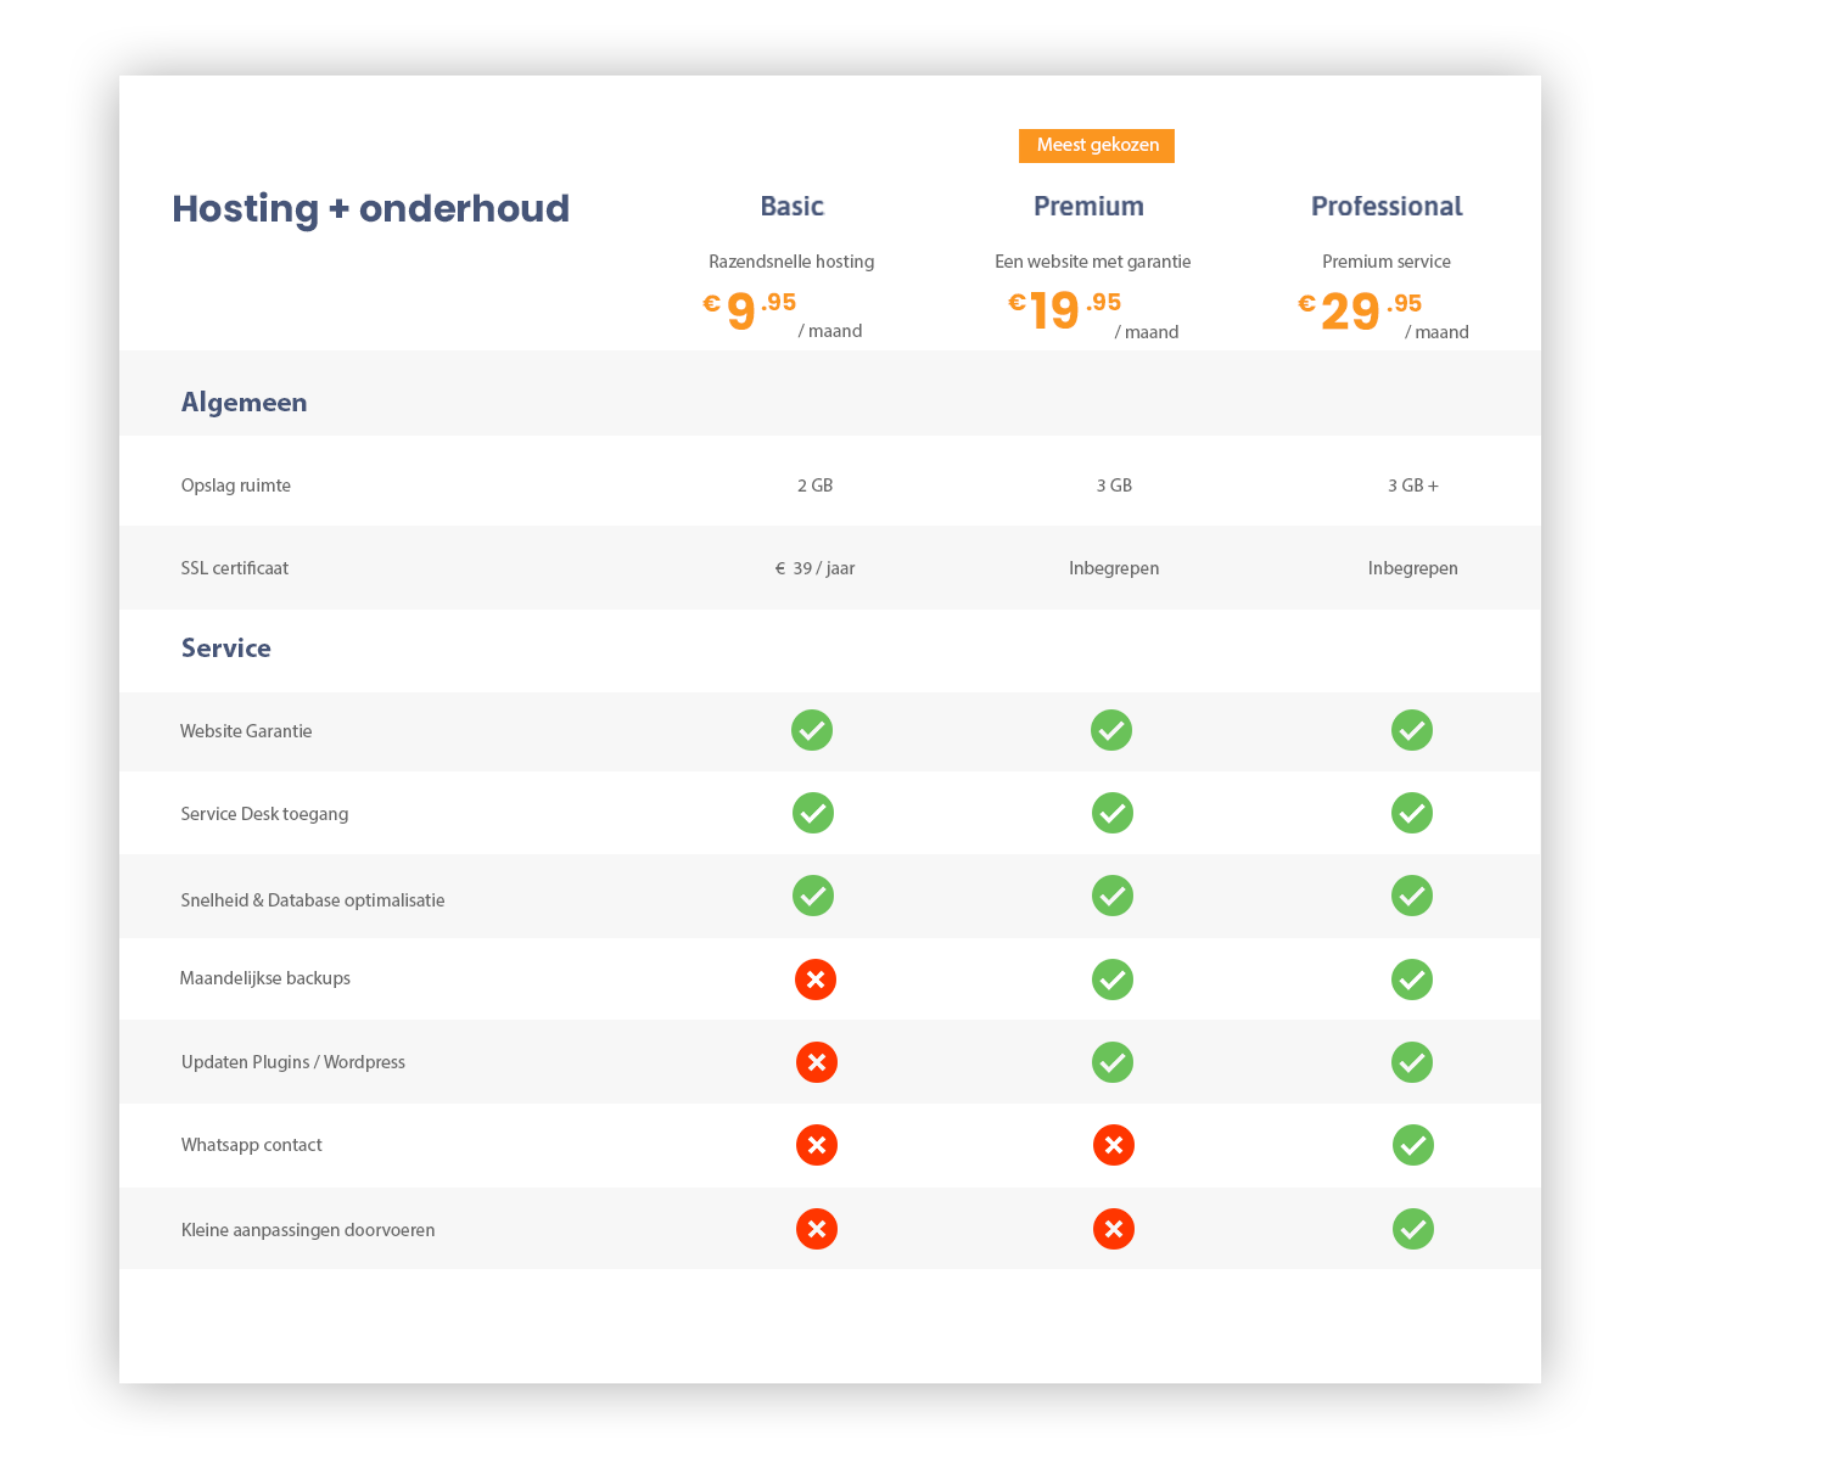 Meest gekozen
Hosting + onderhoud Basic Premium Professional
Razendsnelle hosting Een website met garantie Premium service
€ 9 .95 / maand € 19 .95 / maand € 29 .95 / maand
Algemeen
Opslag ruimte 2 GB 3 GB 3 GB +
SSL certificaat € 39 / jaar Inbegrepen Inbegrepen
Service
Website Garantie
Service Desk toegang
Snelheid & Database optimalisatie
Maandelijkse backups
Updaten Plugins / Wordpress
Whatsapp contact
Kleine aanpassingen doorvoeren